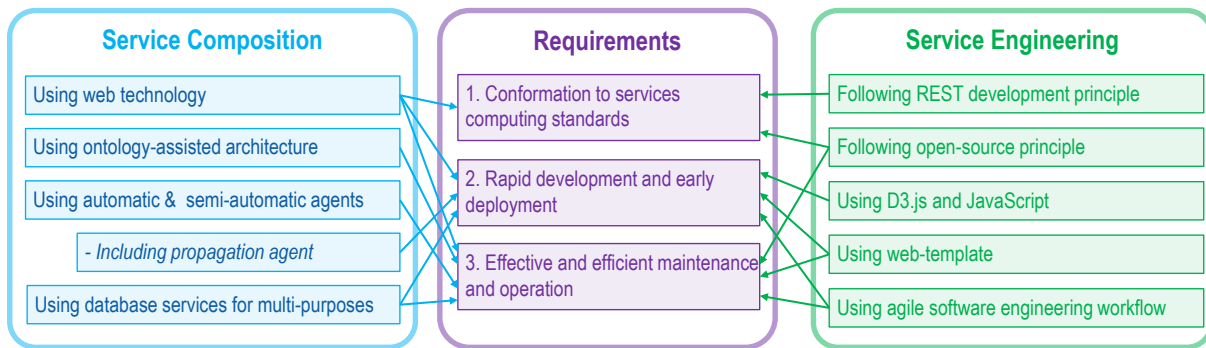 Service Composition
Using web technology
Using ontology-assisted architecture
Using automatic & semi-automatic agents
- Including propagation agent
Using database services for multi-purposes
Requirements
1. Conformation to services
computing standards
2. Rapid development and early
deployment
3. Effective and efficient maintenance
and operation
Service Engineering
Following REST development principle
Following open-source principle
Using D3.js and JavaScript
Using web-template
Using agile software engineering workflow